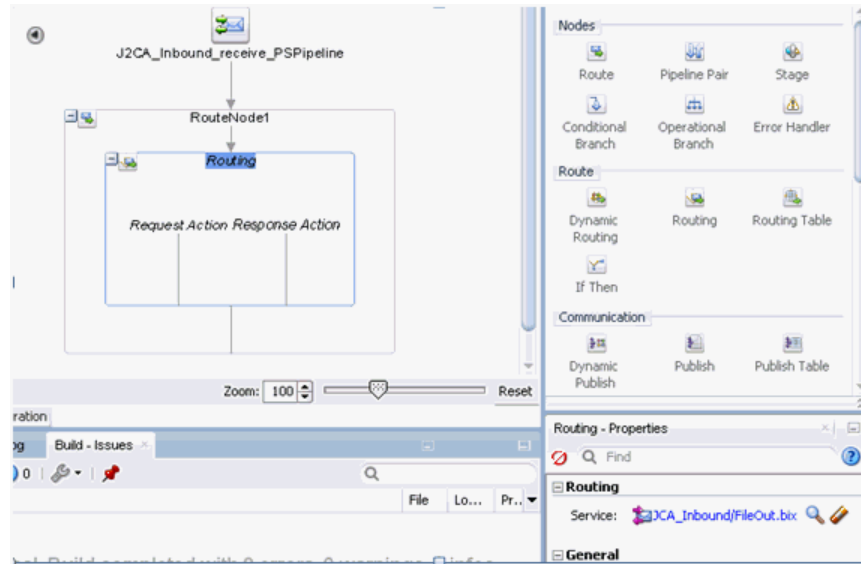 J2CA_Inbound_receive_PSPipeline
RouteNode1
Routing
Request Action Response Action
Zoom: 100 Reset
ration
Build - Issues
0
File Lo... Pr..
Nodes
Route Pipeline Pair Stage
Conditional Branch Operational Branch Error Handler
Route
Dynamic Routing Routing Routing Table
If Then
Communication
Dynamic Publish Publish Publish Table
Routing - Properties
Find
Routing
Service: JCA_Inbound/FileOut.bix
General